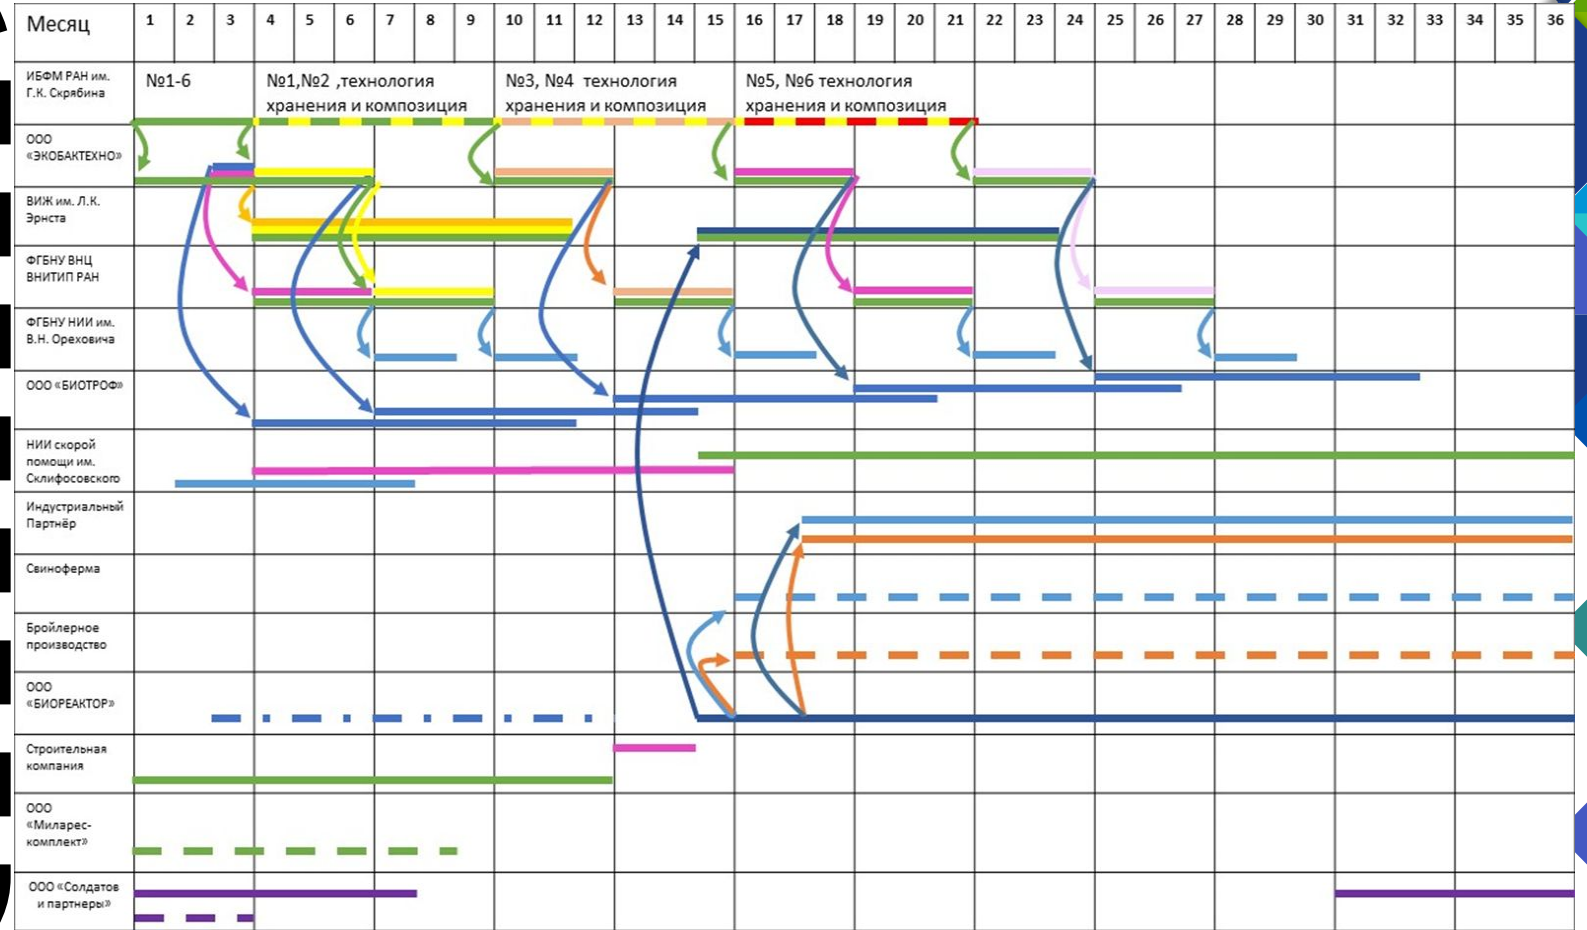 Месяц 1 2 3 4 5 6 7 8 9 10 11 12 13 14 15 16 17 18 19 20 21 22 23 24 25 26 27 28 29 30 31 32 33 34 35 36
ИБФМ РАН им.
Г.К. Скрябина
№1-6
№1,№2 ,технология
хранения и композиция
№3, №4 технология
хранения и композиция
№5, №6 технология
хранения и композиция
ООО
«ЭКОБАКТЕХНО»
ВИЖ им. Л.К.
Эрнста
ФГБНУ ВНЦ
ВНИТИП РАН
ФГБНУ НИИ им.
В.Н. Ореховича
ООО «БИОТРОФ»
НИИ скорой
помощи им.
Склифосовского
Индустриальный
Партнёр
Свиноферма
Бройлерное
производство
ООО
«БИОРЕАКТОР»
Строительная
компания
ООО
«Миларес-
комплект»
ООО «Солдатов
и партнеры»